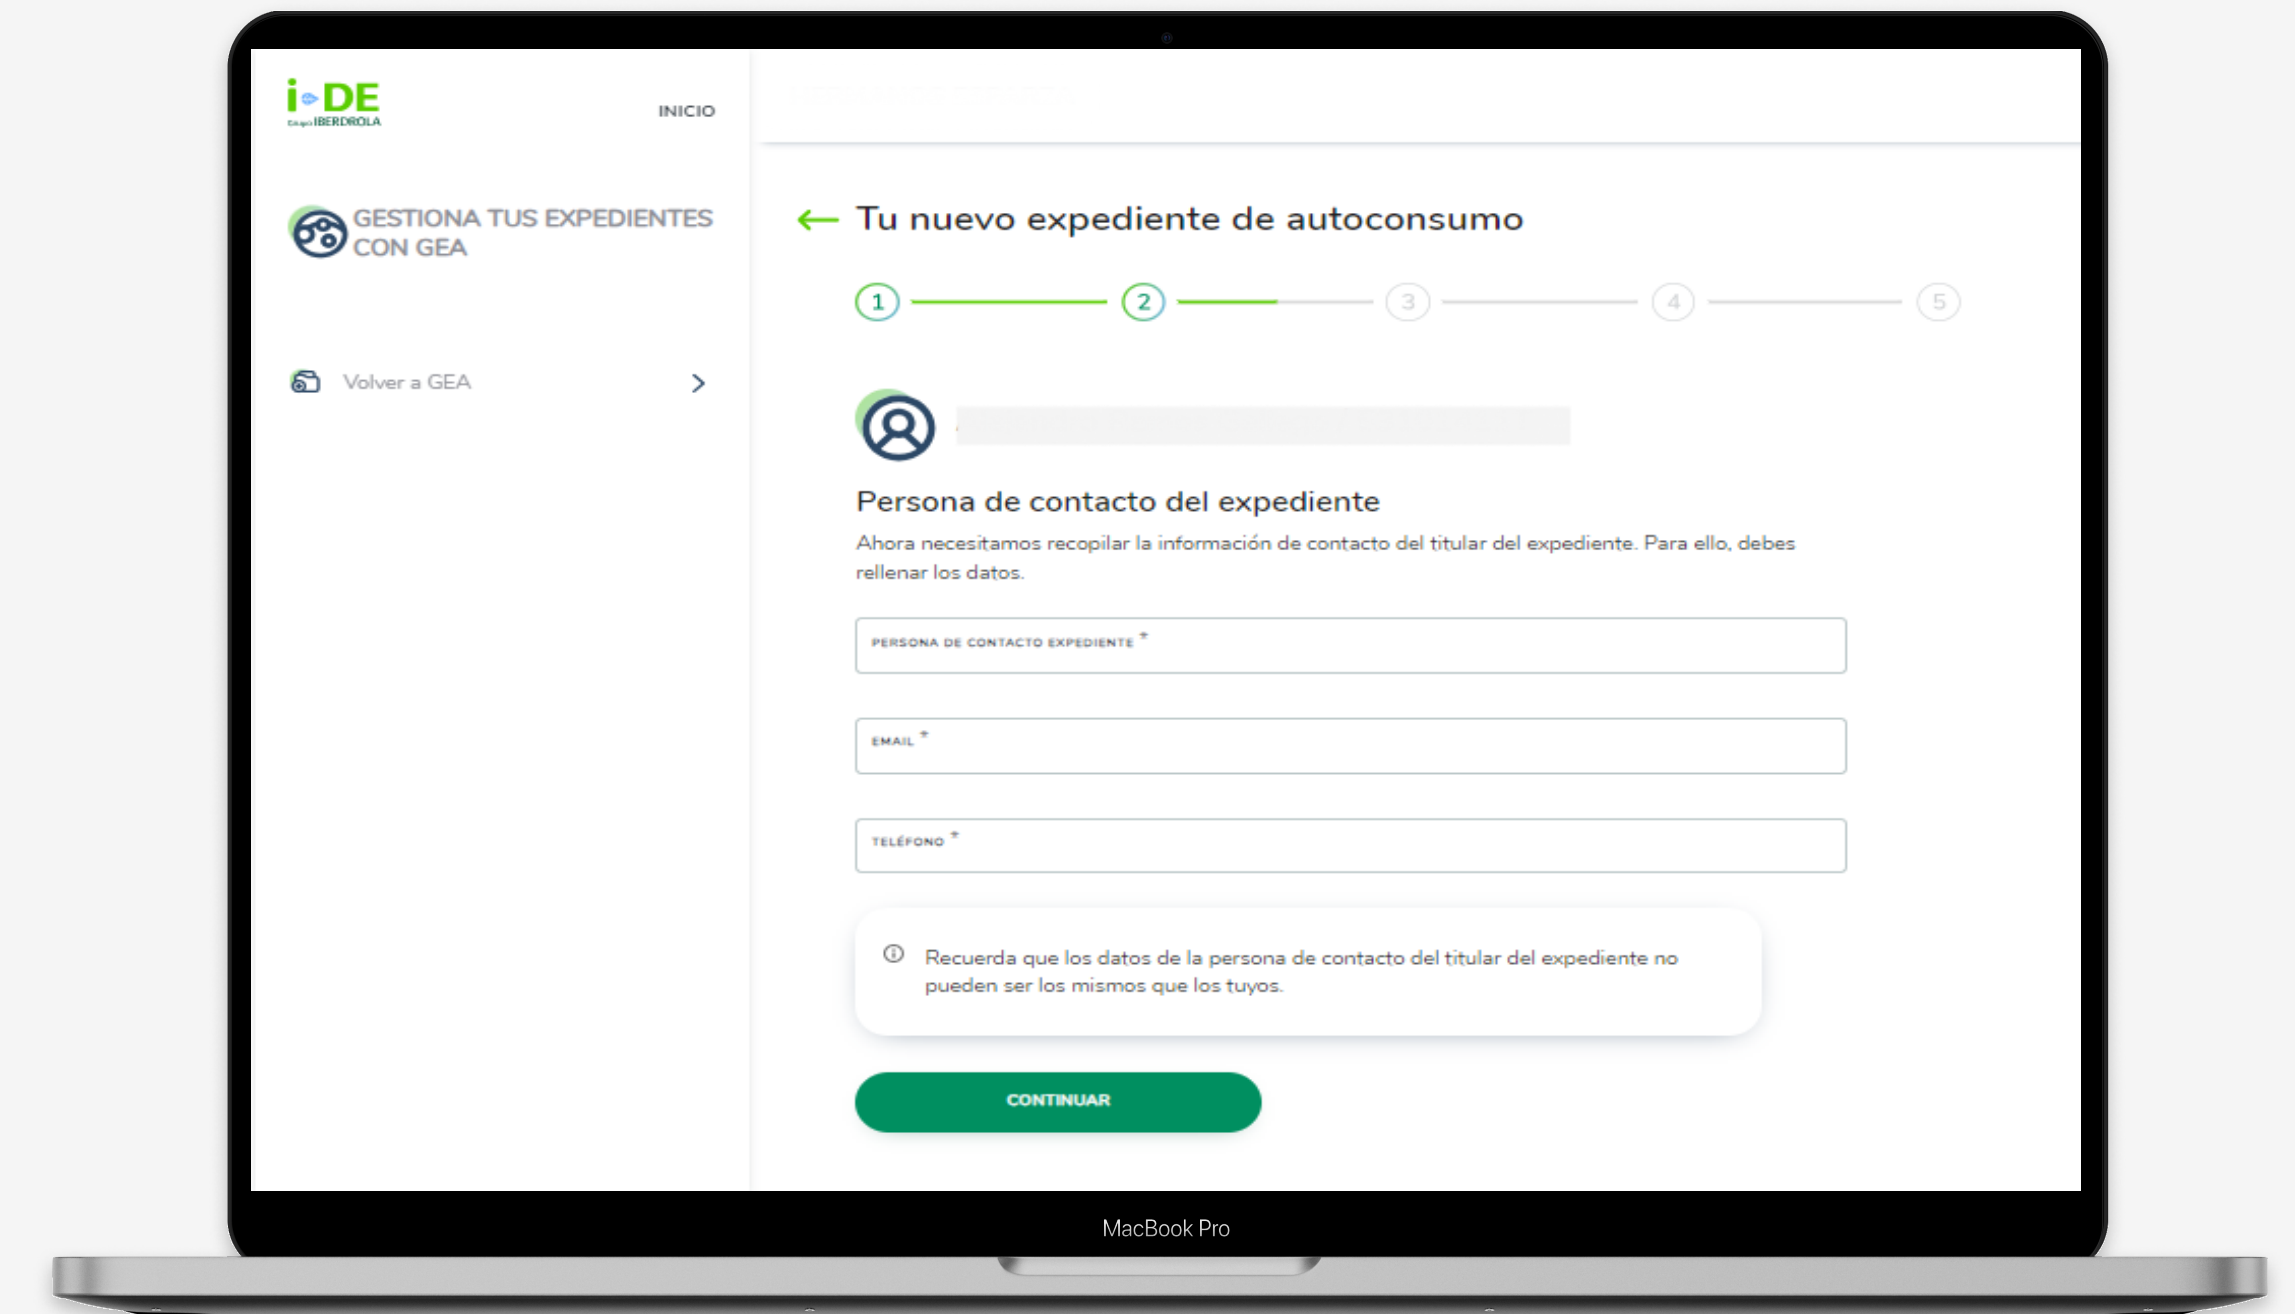 i-DE
Grupo IBERDROLA
INICIO
GESTIONA TUS EXPEDIENTES
CON GEA
Volver a GEA
Tu nuevo expediente de autoconsumo
1 2 3 4 5
Persona de contacto del expediente
Ahora necesitamos recopilar la información de contacto del titular del expediente. Para ello, debes
rellenar los datos.
PERSONA DE CONTACTO EXPEDIENTE *
EMAIL *
TELÉFONO *
Recuerda que los datos de la persona de contacto del titular del expediente no
pueden ser los mismos que los tuyos.
CONTINUAR
MacBook Pro